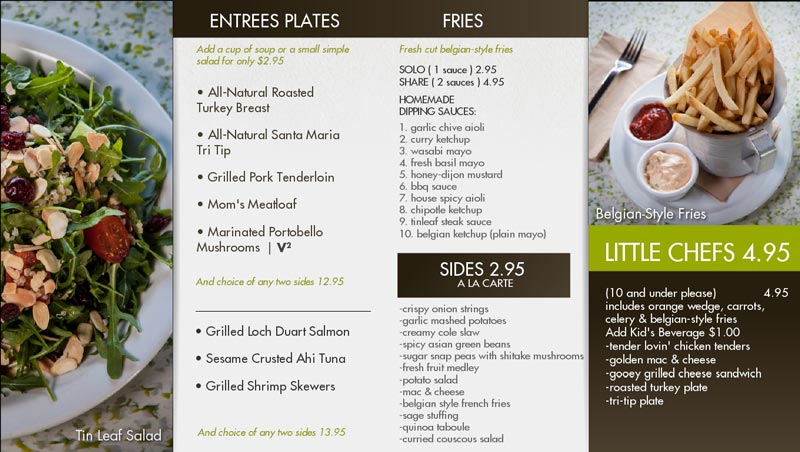 Tin Leaf Salad
ENTREES PLATES
Add a cup of soup or a small simple
salad for only $2.95
• All-Natural Roasted
Turkey Breast
• All-Natural Santa Maria
Tri Tip
• Grilled Pork Tenderloin
• Mom's Meatloaf
• Marinated Portobello
Mushrooms | V²
And choice of any two sides 12.95
• Grilled Loch Duart Salmon
• Sesame Crusted Ahi Tuna
• Grilled Shrimp Skewers
And choice of any two sides 13.95
FRIES
Fresh cut belgian-style fries
SOLO ( 1 sauce ) 2.95
SHARE ( 2 sauces ) 4.95
HOMEMADE
DIPPING SAUCES:
1. garlic chive aioli
2. curry ketchup
3. wasabi mayo
4. fresh basil mayo
5. honey-dijon mustard
6. bbq sauce
7. house spicy aioli
8. chipotle ketchup
9. tinleaf steak sauce
10. belgian ketchup (plain mayo)
SIDES 2.95
A LA CARTE
-crispy onion strings
-garlic mashed potatoes
-creamy cole slaw
-spicy asian green beans
-sugar snap peas with shitake mushrooms
-fresh fruit medley
-potato salad
-mac & cheese
-belgian style french fries
-sage stuffing
-quinoa taboule
-curried couscous salad
Belgian-Style Fries
LITTLE CHEFS 4.95
(10 and under please) 4.95
includes orange wedge, carrots,
celery & belgian-style fries
Add Kid's Beverage $1.00
-tender lovin' chicken tenders
-golden mac & cheese
-gooey grilled cheese sandwich
-roasted turkey plate
-tri-tip plate